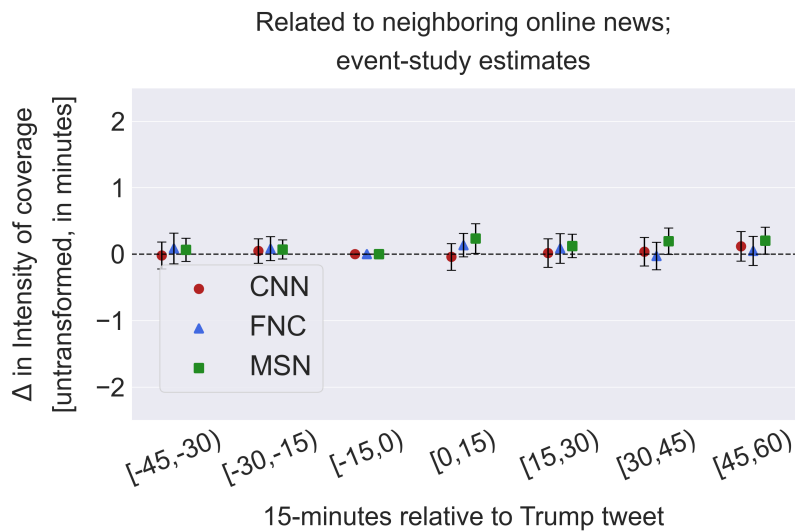 Related to neighboring online news;
event-study estimates
Δ in Intensity of coverage
[untransformed, in minutes]
2
1
0
−1
−2
CNN
FNC
MSN
[-45,-30)
[-30,-15)
[-15,0)
[0,15)
[15,30)
[30,45)
[45,60)
15-minutes relative to Trump tweet